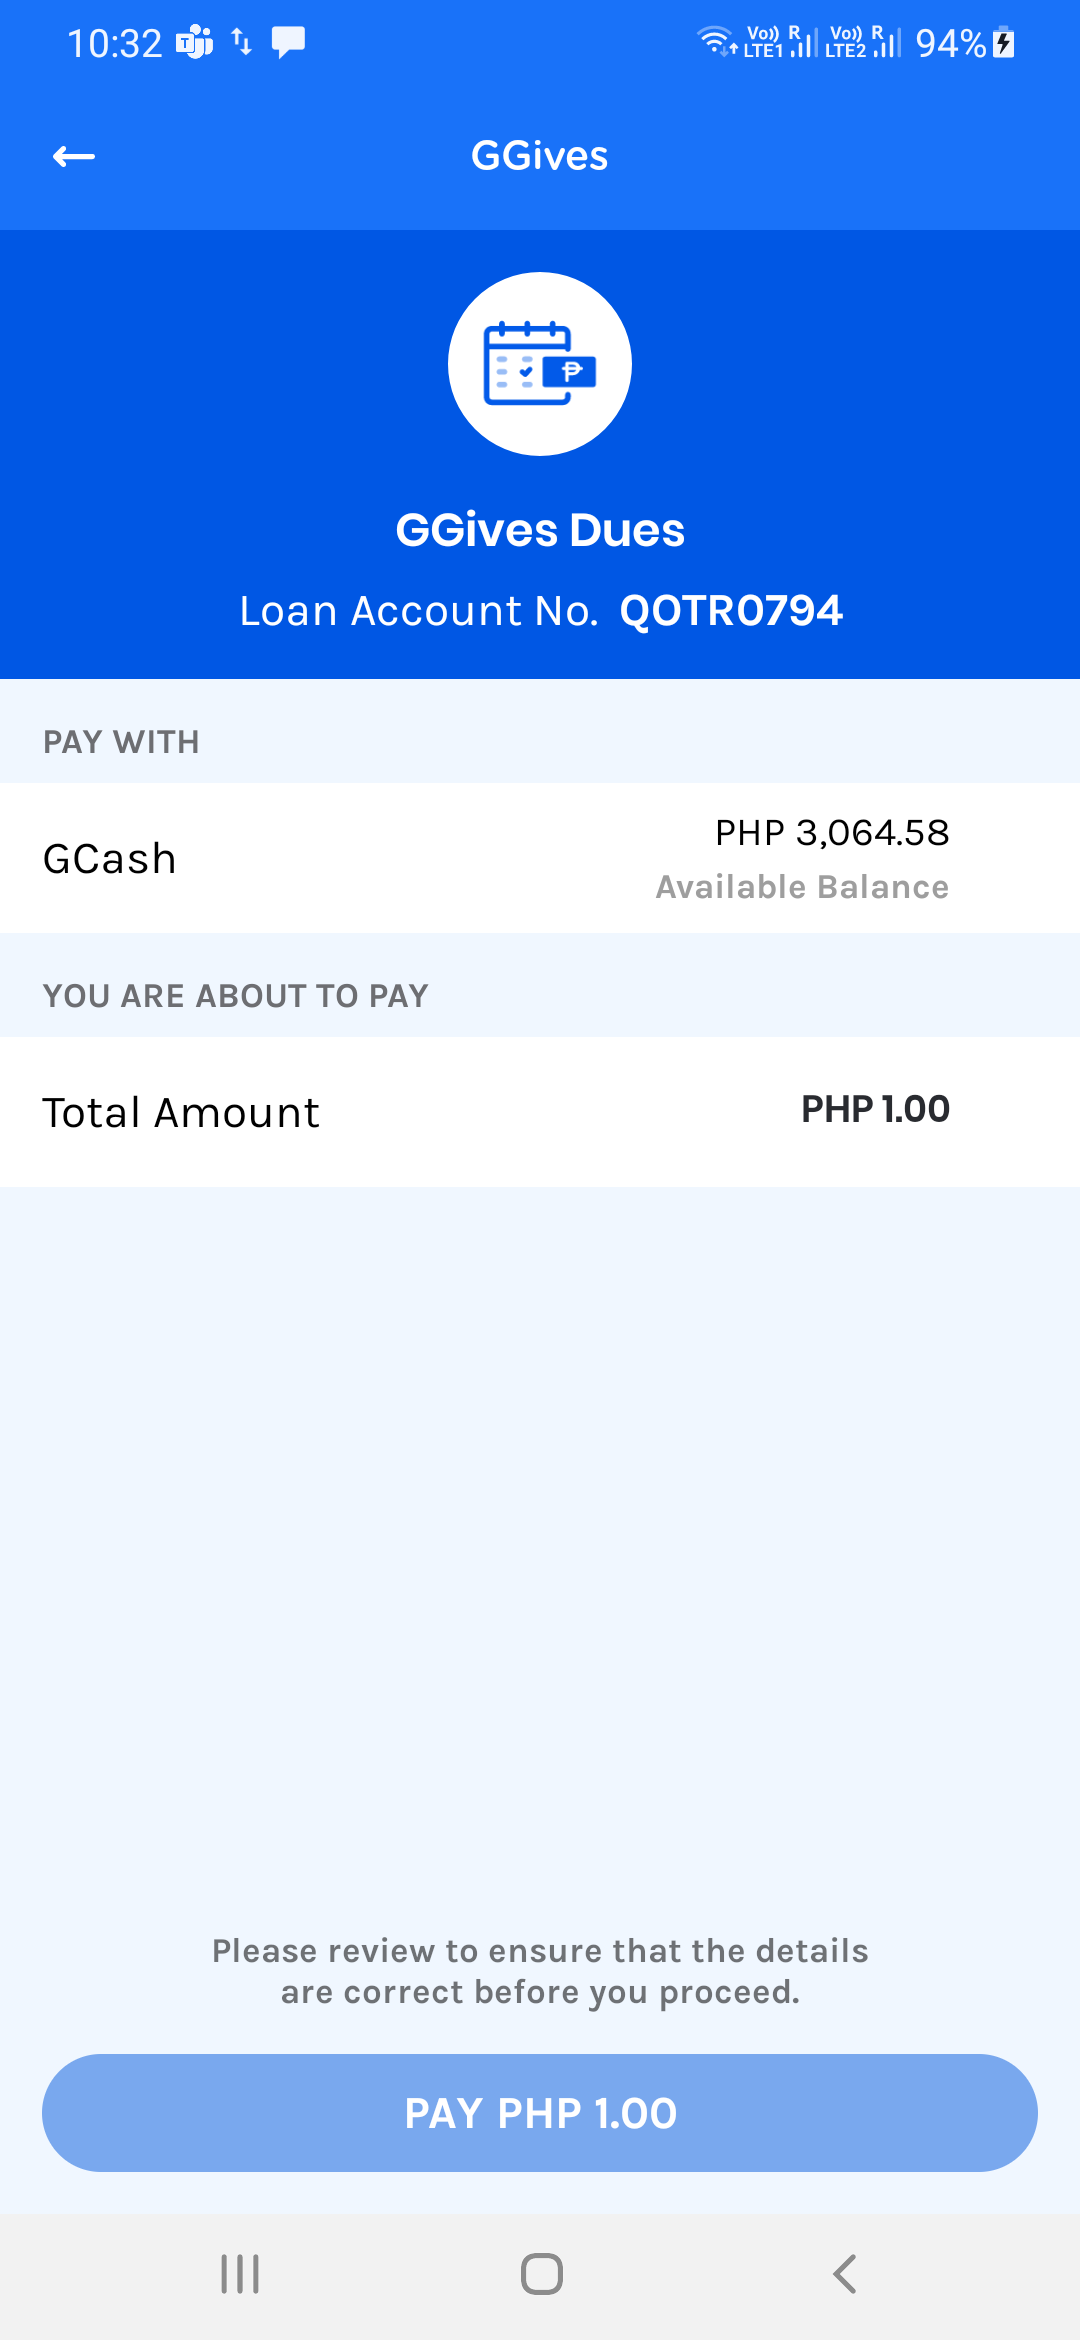 10:32
Vo)) R Vo)) R
LTE1 LTE2 94%
GGives
₱
GGives Dues
Loan Account No. QOTR0794
PAY WITH
GCash
PHP 3,064.58
Available Balance
YOU ARE ABOUT TO PAY
Total Amount PHP 1.00
Please review to ensure that the details
are correct before you proceed.
PAY PHP 1.00